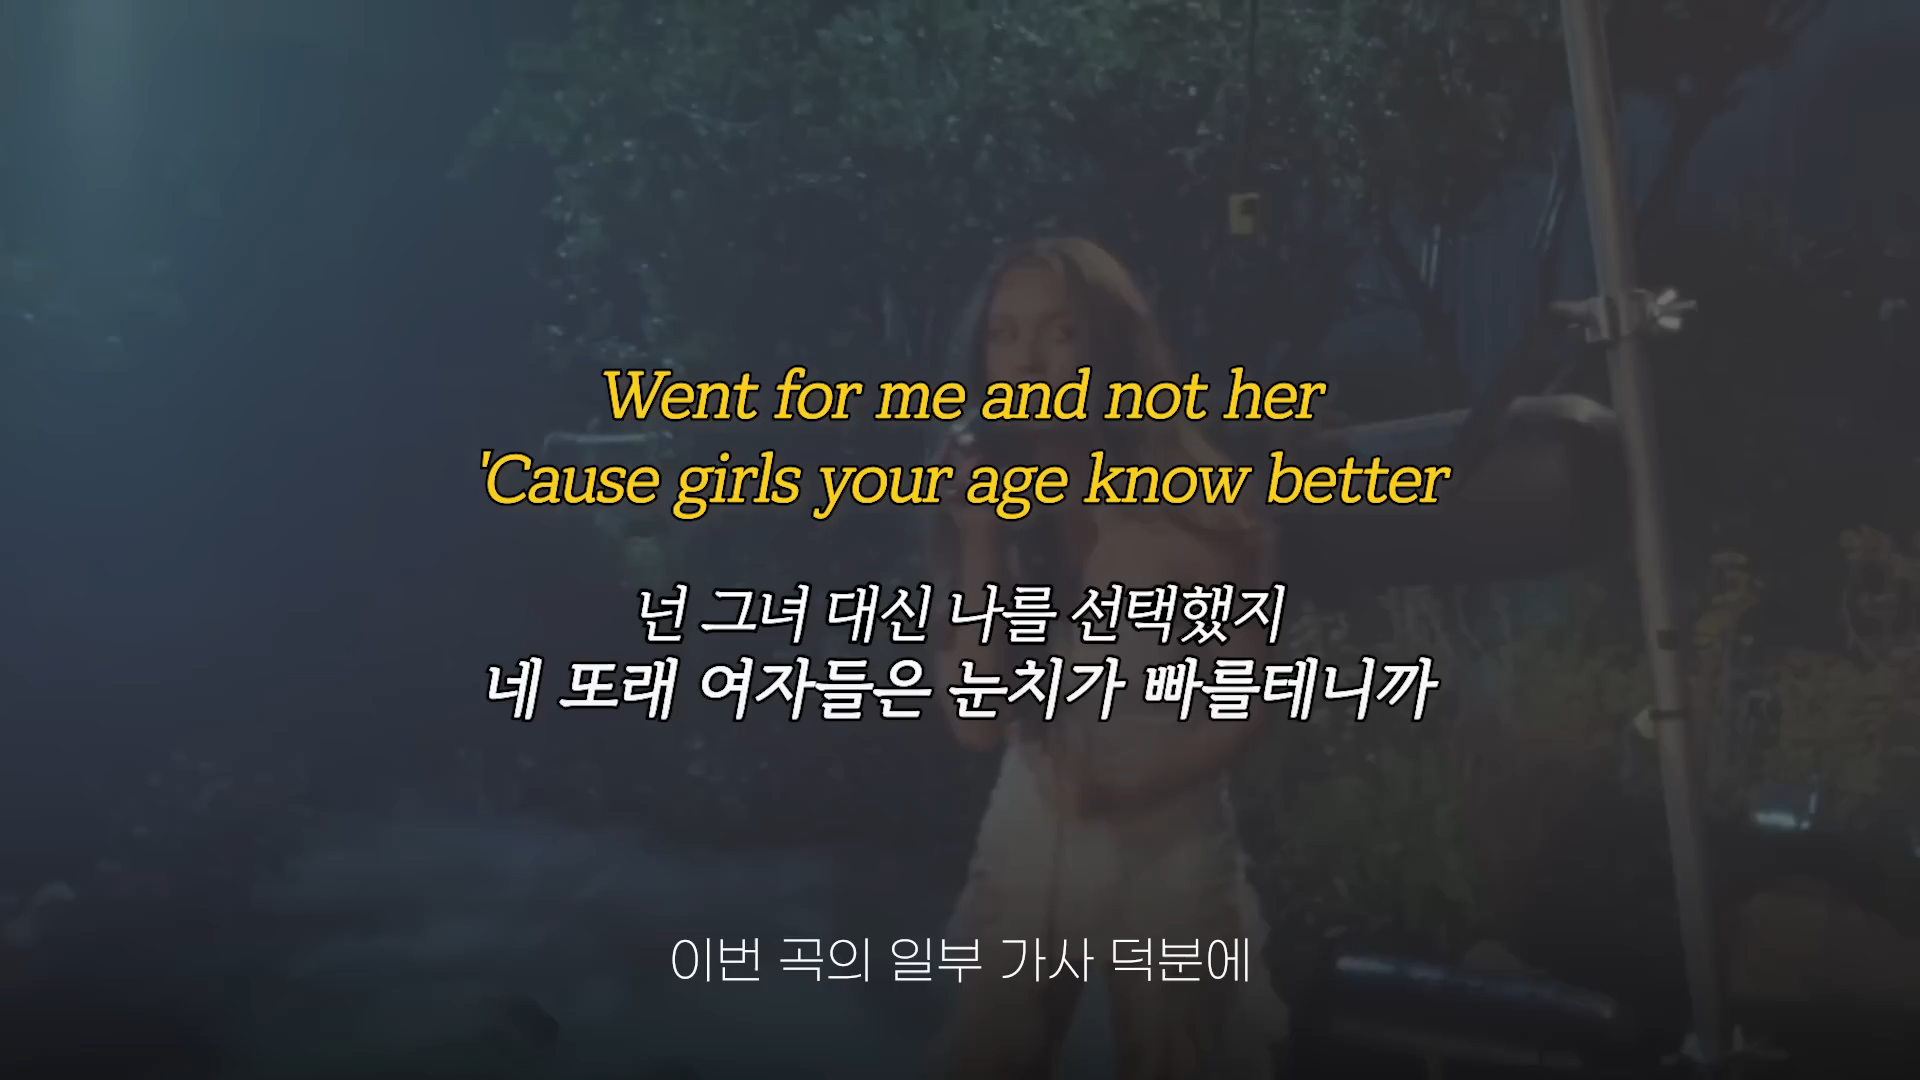 Went for me and not her
'Cause girls your age know better
넌 그녀 대신 나를 선택했지
네 또래 여자들은 눈치가 빠를테니까
이번 곡의 일부 가사 덕분에